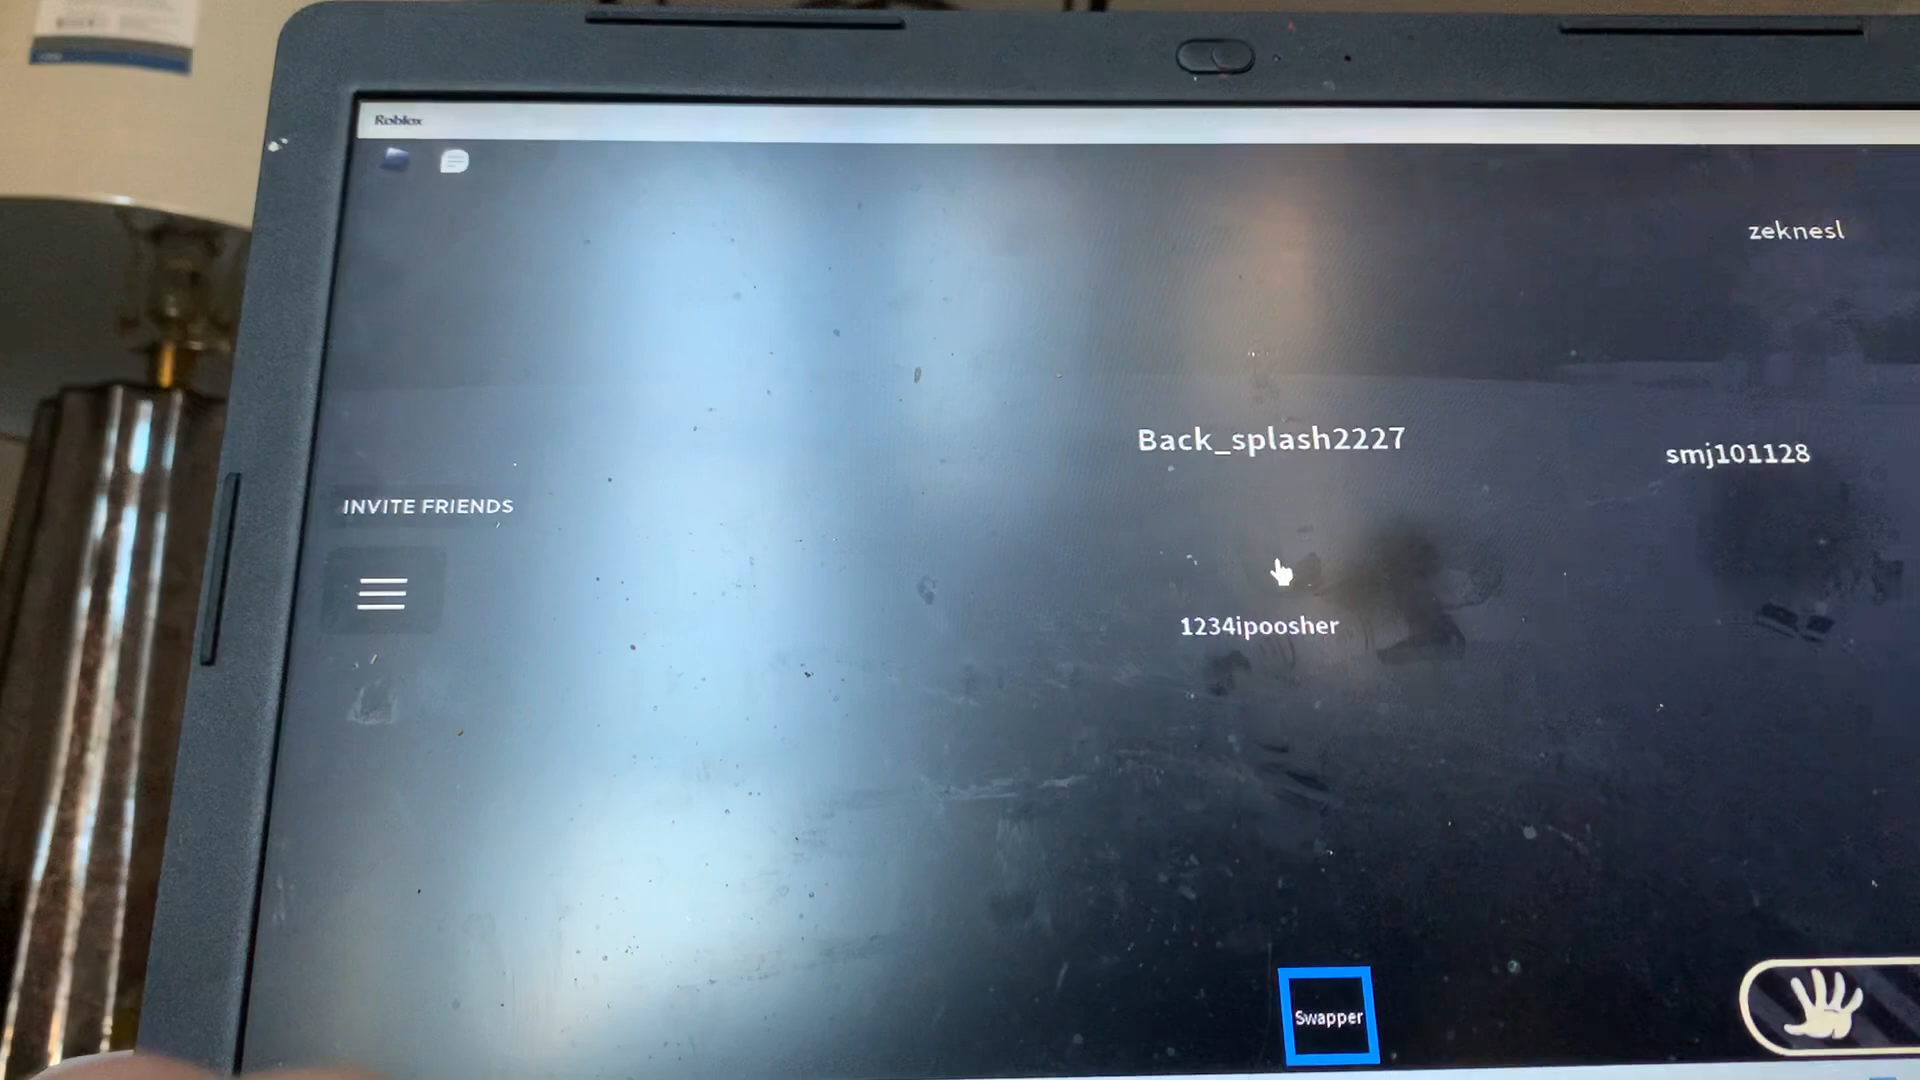 Roblox
zeknesl
Back_splash2227
smj101128
INVITE FRIENDS
1234ipoosher
Swapper